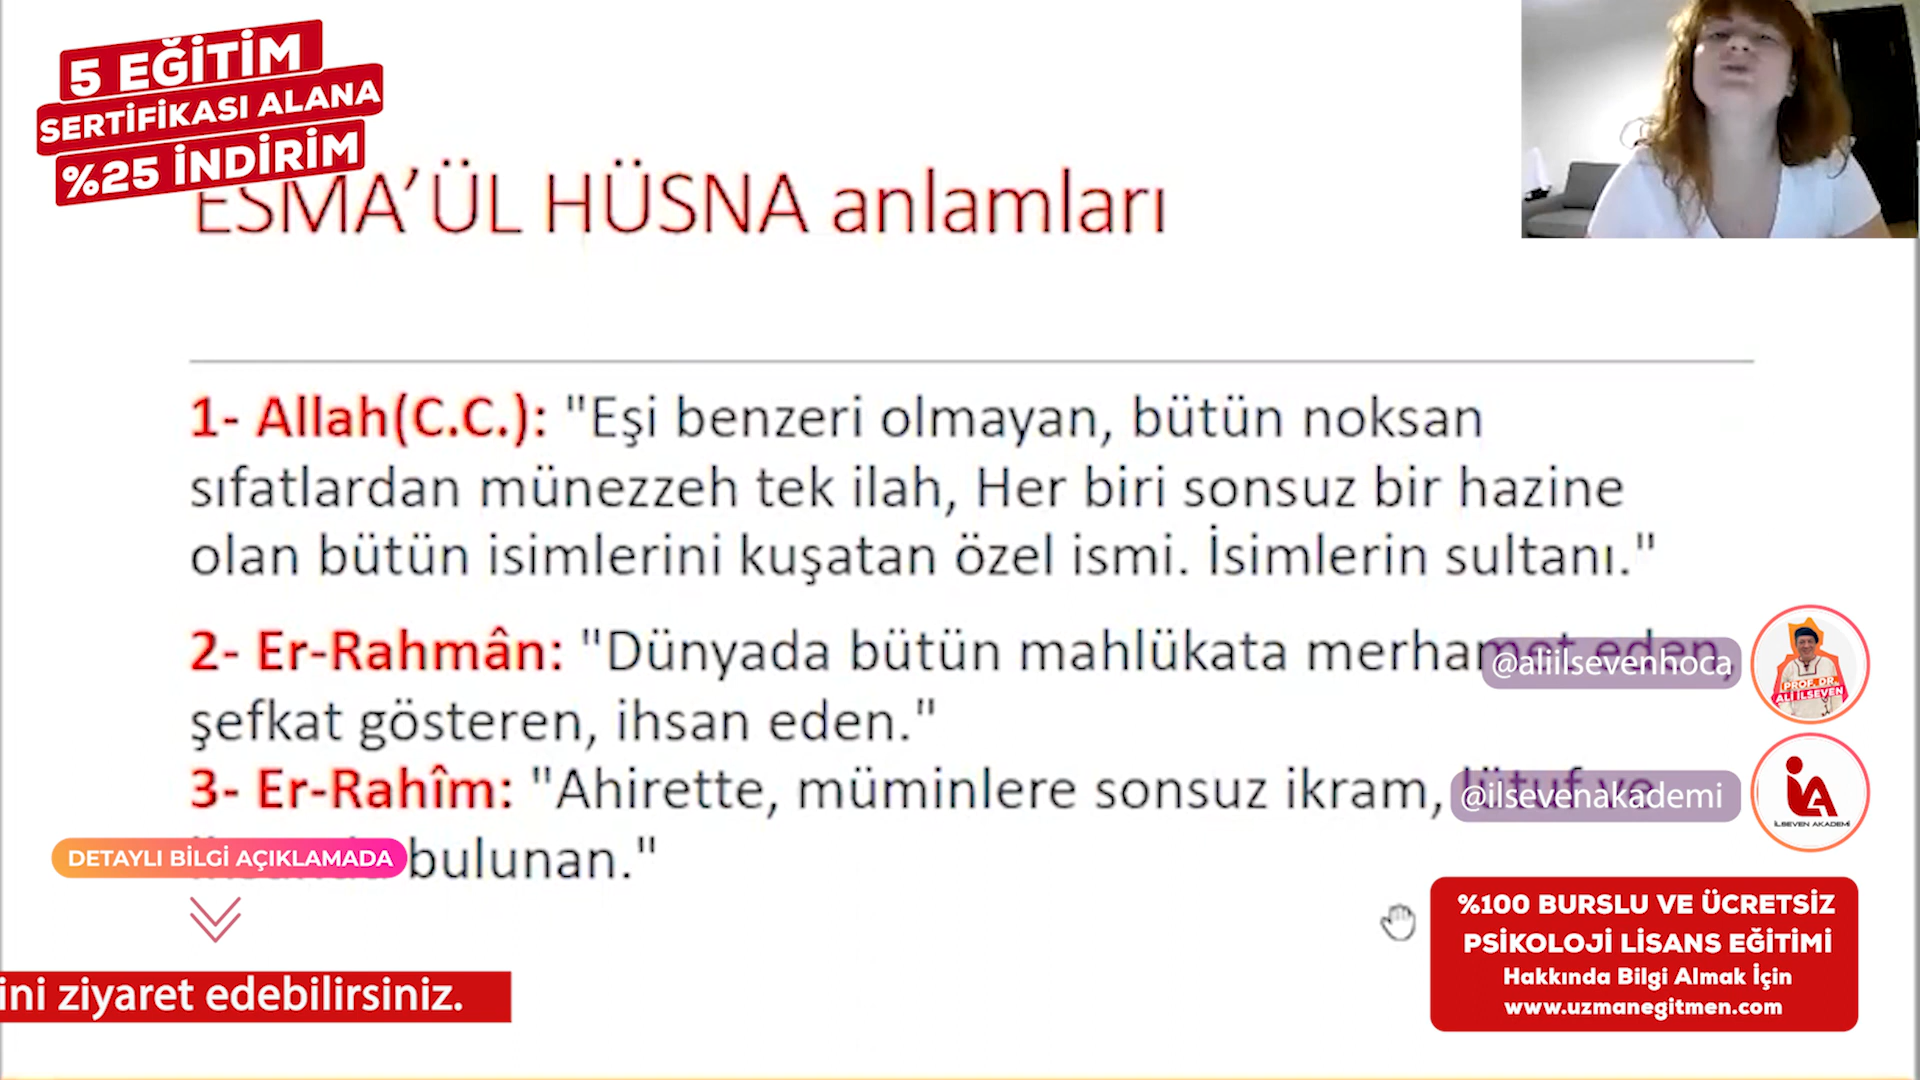 5 EĞİTİM
SERTİFİKASI ALANA
%25 İNDİRİM
ESMA’ÜL HÜSNA anlamları
1- Allah(C.C.): "Eşi benzeri olmayan, bütün noksan
sıfatlardan münezzeh tek ilah, Her biri sonsuz bir hazine
olan bütün isimlerini kuşatan özel ismi. İsimlerin sultanı."
2- Er-Rahmân: "Dünyada bütün mahlükata merhamet eden,
şefkat gösteren, ihsan eden."
@aliilsevenhoca
PROF. DR.
ALİ İLSEVEN
3- Er-Rahîm: "Ahirette, müminlere sonsuz ikram, lütuf ve
bulunan."
@ilsevenakademi
İLSEVEN AKADEMİ
DETAYLI BİLGİ AÇIKLAMADA
%100 BURSLU VE ÜCRETSİZ
PSİKOLOJİ LİSANS EĞİTİMİ
Hakkında Bilgi Almak İçin
www.uzmanegitmen.com
ini ziyaret edebilirsiniz.